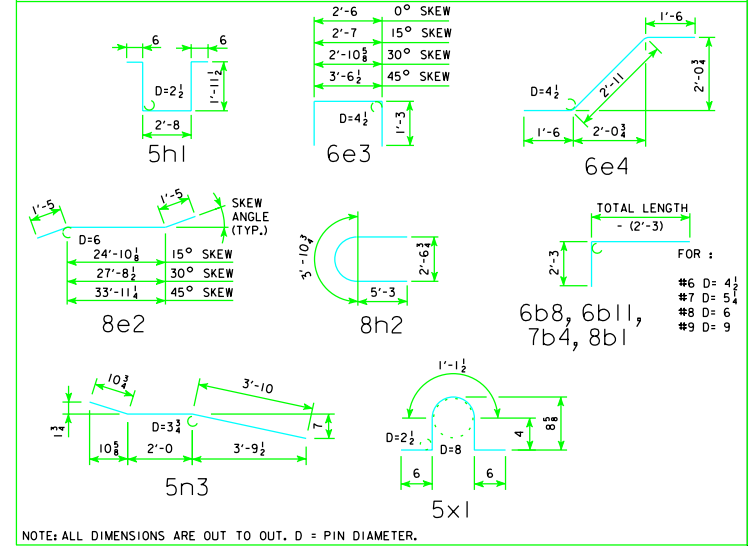 6 6
D=2½
1'-11½
2'-8
5h1
2'-6 0° SKEW
2'-7 15° SKEW
2'-10⅝ 30° SKEW
3'-6½ 45° SKEW
D=4½
1'-3
6e3
1'-6
D=4½
2'-11
2'-0¾
1'-6 2'-0¾
6e4
1'-5
1'-5
SKEW
ANGLE
(TYP.)
D=6
24'-10⅛ 15° SKEW
27'-8½ 30° SKEW
33'-11¼ 45° SKEW
8e2
3'-10¾
2'-6¾
5'-3
8h2
TOTAL LENGTH
- (2'-3)
2'-3
6b8, 6b11,
7b4, 8b1
FOR :
#6 D= 4½
#7 D= 5¼
#8 D= 6
#9 D= 9
10¾
3'-10
1¾
D=3¾
7
10⅝ 2'-0 3'-9½
5n3
1'-1½
D=2½
D=8
4
8⅝
6 6
5x1
NOTE: ALL DIMENSIONS ARE OUT TO OUT. D = PIN DIAMETER.